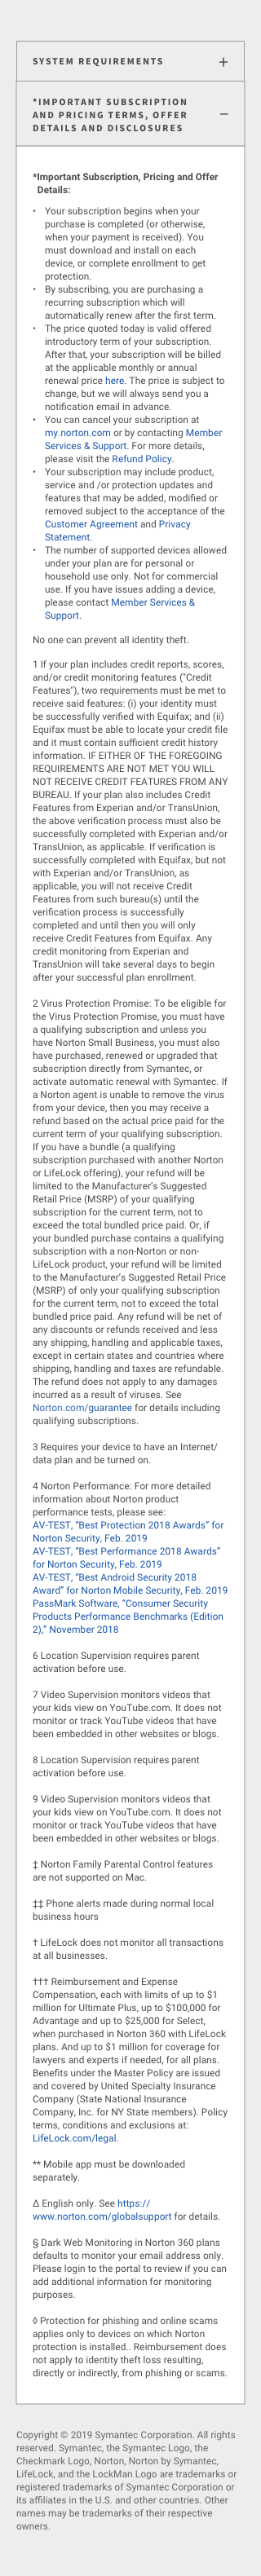 SYSTEM REQUIREMENTS +
*IMPORTANT SUBSCRIPTION
AND PRICING TERMS, OFFER
DETAILS AND DISCLOSURES –
*Important Subscription, Pricing and Offer
Details:
• Your subscription begins when your
purchase is completed (or otherwise,
when your payment is received). You
must download and install on each
device, or complete enrollment to get
protection.
• By subscribing, you are purchasing a
recurring subscription which will
automatically renew after the first term.
• The price quoted today is valid offered
introductory term of your subscription.
After that, your subscription will be billed
at the applicable monthly or annual
renewal price here. The price is subject to
change, but we will always send you a
notification email in advance.
• You can cancel your subscription at
my.norton.com or by contacting Member
Services & Support. For more details,
please visit the Refund Policy.
• Your subscription may include product,
service and /or protection updates and
features that may be added, modified or
removed subject to the acceptance of the
Customer Agreement and Privacy
Statement.
• The number of supported devices allowed
under your plan are for personal or
household use only. Not for commercial
use. If you have issues adding a device,
please contact Member Services &
Support.
No one can prevent all identity theft.
1 If your plan includes credit reports, scores,
and/or credit monitoring features ("Credit
Features"), two requirements must be met to
receive said features: (i) your identity must
be successfully verified with Equifax; and (ii)
Equifax must be able to locate your credit file
and it must contain sufficient credit history
information. IF EITHER OF THE FOREGOING
REQUIREMENTS ARE NOT MET YOU WILL
NOT RECEIVE CREDIT FEATURES FROM ANY
BUREAU. If your plan also includes Credit
Features from Experian and/or TransUnion,
the above verification process must also be
successfully completed with Experian and/or
TransUnion, as applicable. If verification is
successfully completed with Equifax, but not
with Experian and/or TransUnion, as
applicable, you will not receive Credit
Features from such bureau(s) until the
verification process is successfully
completed and until then you will only
receive Credit Features from Equifax. Any
credit monitoring from Experian and
TransUnion will take several days to begin
after your successful plan enrollment.
2 Virus Protection Promise: To be eligible for
the Virus Protection Promise, you must have
a qualifying subscription and unless you
have Norton Small Business, you must also
have purchased, renewed or upgraded that
subscription directly from Symantec, or
activate automatic renewal with Symantec. If
a Norton agent is unable to remove the virus
from your device, then you may receive a
refund based on the actual price paid for the
current term of your qualifying subscription.
If you have a bundle (a qualifying
subscription purchased with another Norton
or LifeLock offering), your refund will be
limited to the Manufacturer's Suggested
Retail Price (MSRP) of your qualifying
subscription for the current term, not to
exceed the total bundled price paid. Or, if
your bundled purchase contains a qualifying
subscription with a non-Norton or non-
LifeLock product, your refund will be limited
to the Manufacturer's Suggested Retail Price
(MSRP) of only your qualifying subscription
for the current term, not to exceed the total
bundled price paid. Any refund will be net of
any discounts or refunds received and less
any shipping, handling and applicable taxes,
except in certain states and countries where
shipping, handling and taxes are refundable.
The refund does not apply to any damages
incurred as a result of viruses. See
Norton.com/guarantee for details including
qualifying subscriptions.
3 Requires your device to have an Internet/
data plan and be turned on.
4 Norton Performance: For more detailed
information about Norton product
performance tests, please see:
AV-TEST, "Best Protection 2018 Awards" for
Norton Security, Feb. 2019
AV-TEST, "Best Performance 2018 Awards"
for Norton Security, Feb. 2019
AV-TEST, "Best Android Security 2018
Award" for Norton Mobile Security, Feb. 2019
PassMark Software, "Consumer Security
Products Performance Benchmarks (Edition
2)," November 2018
6 Location Supervision requires parent
activation before use.
7 Video Supervision monitors videos that
your kids view on YouTube.com. It does not
monitor or track YouTube videos that have
been embedded in other websites or blogs.
8 Location Supervision requires parent
activation before use.
9 Video Supervision monitors videos that
your kids view on YouTube.com. It does not
monitor or track YouTube videos that have
been embedded in other websites or blogs.
‡ Norton Family Parental Control features
are not supported on Mac.
‡‡ Phone alerts made during normal local
business hours
† LifeLock does not monitor all transactions
at all businesses.
††† Reimbursement and Expense
Compensation, each with limits of up to $1
million for Ultimate Plus, up to $100,000 for
Advantage and up to $25,000 for Select,
when purchased in Norton 360 with LifeLock
plans. And up to $1 million for coverage for
lawyers and experts if needed, for all plans.
Benefits under the Master Policy are issued
and covered by United Specialty Insurance
Company (State National Insurance
Company, Inc. for NY State members). Policy
terms, conditions and exclusions at:
LifeLock.com/legal.
** Mobile app must be downloaded
separately.
Δ English only. See https://
www.norton.com/globalsupport for details.
§ Dark Web Monitoring in Norton 360 plans
defaults to monitor your email address only.
Please login to the portal to review if you can
add additional information for monitoring
purposes.
◊ Protection for phishing and online scams
applies only to devices on which Norton
protection is installed.. Reimbursement does
not apply to identity theft loss resulting,
directly or indirectly, from phishing or scams.
Copyright © 2019 Symantec Corporation. All rights
reserved. Symantec, the Symantec Logo, the
Checkmark Logo, Norton, Norton by Symantec,
LifeLock, and the LockMan Logo are trademarks or
registered trademarks of Symantec Corporation or
its affiliates in the U.S. and other countries. Other
names may be trademarks of their respective
owners.